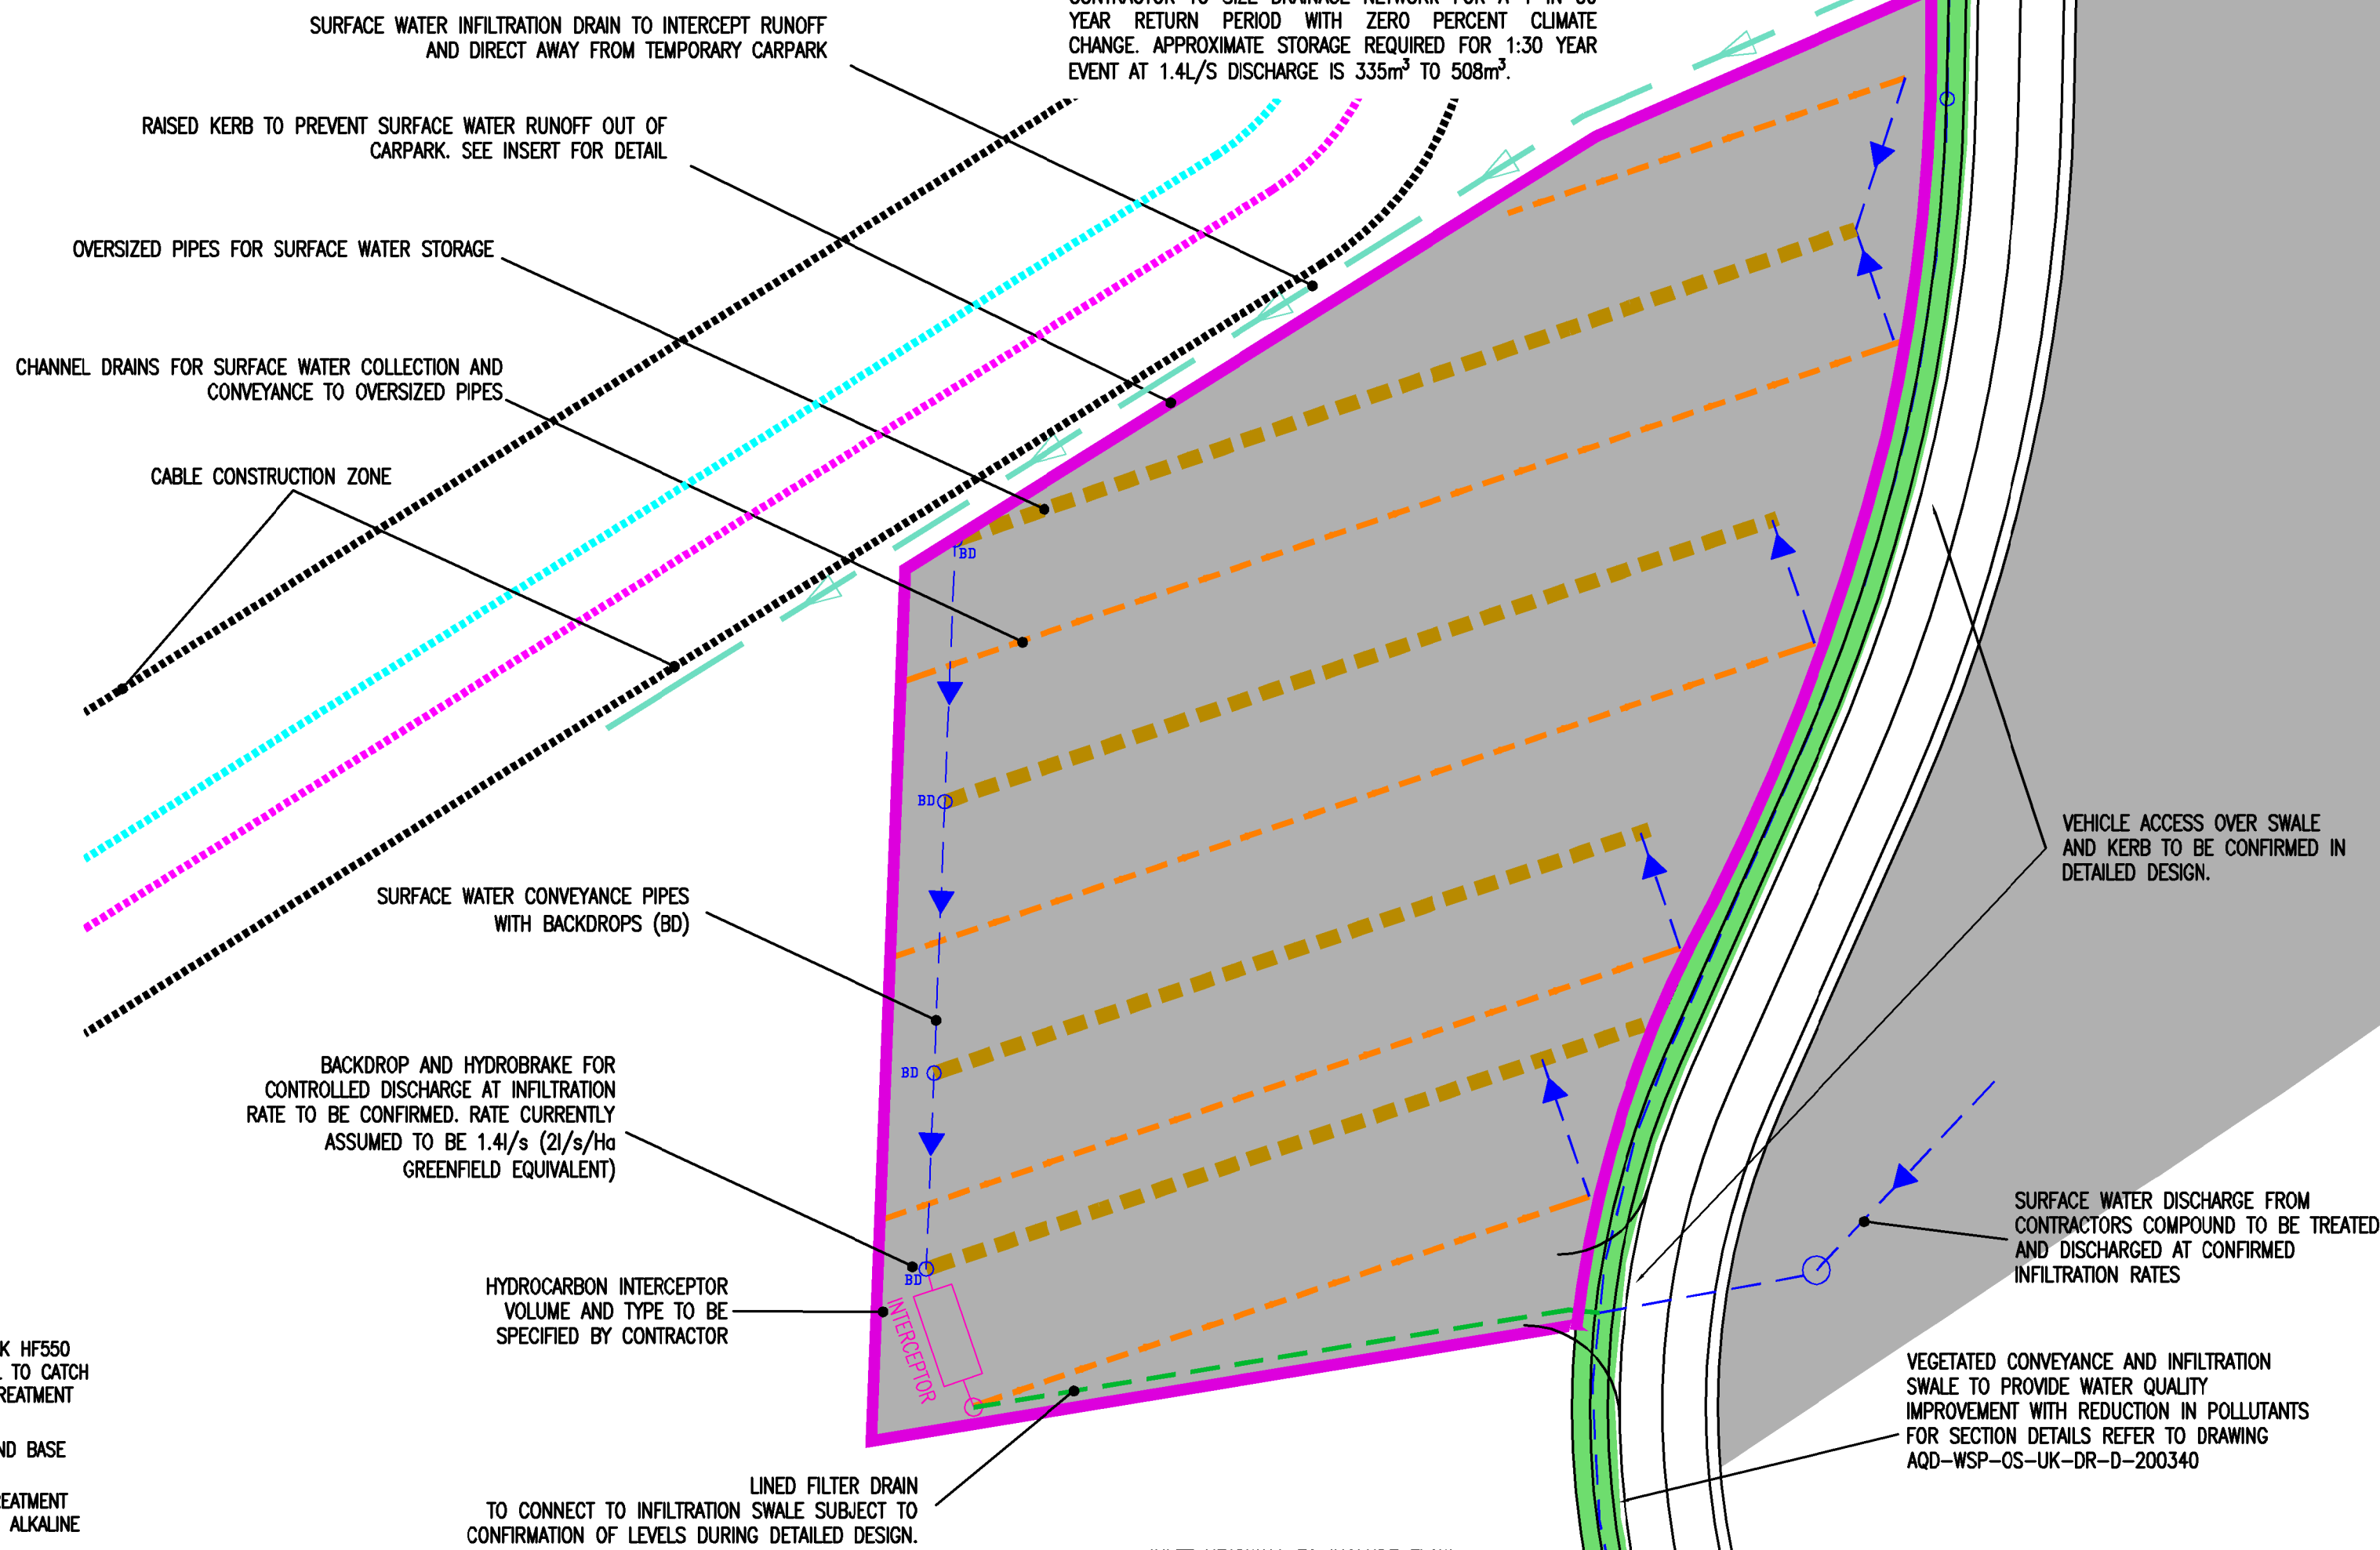 SURFACE WATER INFILTRATION DRAIN TO INTERCEPT RUNOFF
AND DIRECT AWAY FROM TEMPORARY CARPARK
YEAR RETURN PERIOD WITH ZERO PERCENT CLIMATE
CHANGE. APPROXIMATE STORAGE REQUIRED FOR 1:30 YEAR
EVENT AT 1.4L/S DISCHARGE IS 335m³ TO 508m³.
RAISED KERB TO PREVENT SURFACE WATER RUNOFF OUT OF
CARPARK. SEE INSERT FOR DETAIL
OVERSIZED PIPES FOR SURFACE WATER STORAGE
CHANNEL DRAINS FOR SURFACE WATER COLLECTION AND
CONVEYANCE TO OVERSIZED PIPES
CABLE CONSTRUCTION ZONE
BD
BD
SURFACE WATER CONVEYANCE PIPES
WITH BACKDROPS (BD)
VEHICLE ACCESS OVER SWALE
AND KERB TO BE CONFIRMED IN
DETAILED DESIGN.
BD
BACKDROP AND HYDROBRAKE FOR
CONTROLLED DISCHARGE AT INFILTRATION
RATE TO BE CONFIRMED. RATE CURRENTLY
ASSUMED TO BE 1.4l/s (2l/s/Ha
GREENFIELD EQUIVALENT)
BD
SURFACE WATER DISCHARGE FROM
CONTRACTORS COMPOUND TO BE TREATED
AND DISCHARGED AT CONFIRMED
INFILTRATION RATES
HYDROCARBON INTERCEPTOR
VOLUME AND TYPE TO BE
SPECIFIED BY CONTRACTOR
INTERCEPTOR
K HF550
TO CATCH
REATMENT
ND BASE
EATMENT
ALKALINE
VEGETATED CONVEYANCE AND INFILTRATION
SWALE TO PROVIDE WATER QUALITY
IMPROVEMENT WITH REDUCTION IN POLLUTANTS
FOR SECTION DETAILS REFER TO DRAWING
AQD-WSP-OS-UK-DR-D-200340
LINED FILTER DRAIN
TO CONNECT TO INFILTRATION SWALE SUBJECT TO
CONFIRMATION OF LEVELS DURING DETAILED DESIGN.